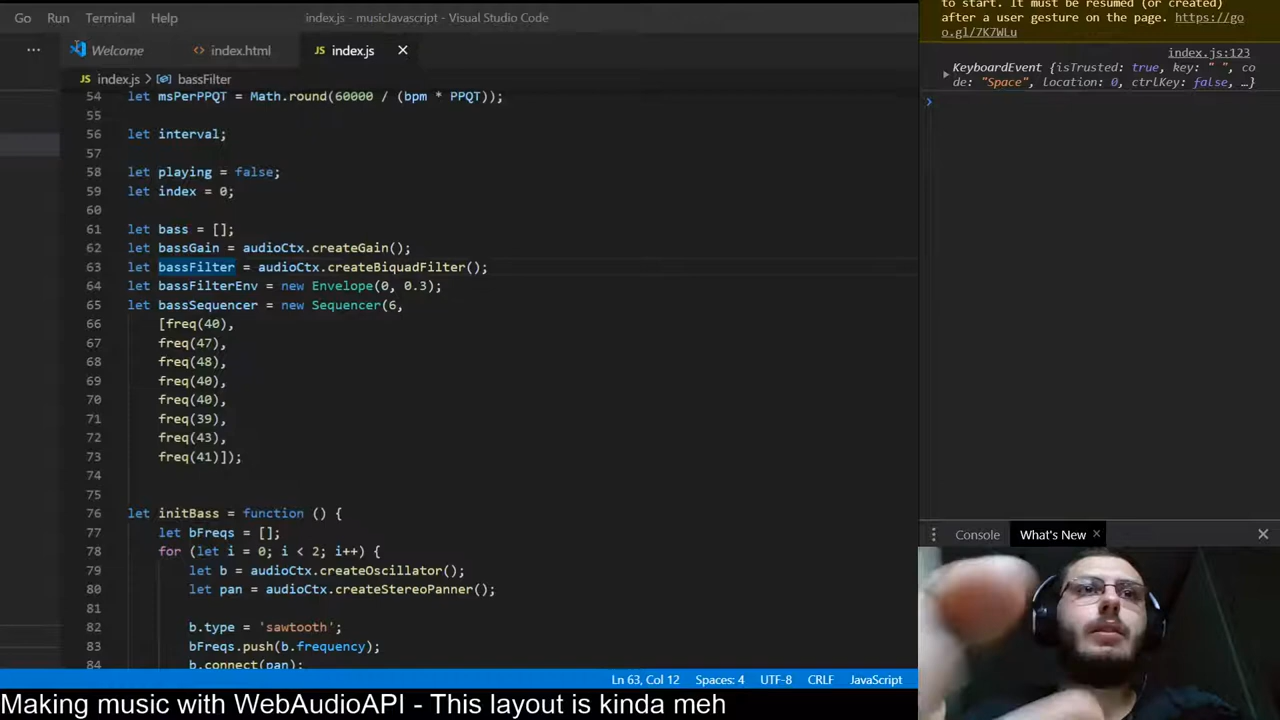 Go Run Terminal Help index.js - musicJavascript - Visual Studio Code
Welcome index.html JS index.js
JS index.js > bassFilter
54 let msPerPPQT = Math.round(60000 / (bpm * PPQT));
55
56 let interval;
57
58 let playing = false;
59 let index = 0;
60
61 let bass = [];
62 let bassGain = audioCtx.createGain();
63 let bassFilter = audioCtx.createBiquadFilter();
64 let bassFilterEnv = new Envelope(0, 0.3);
65 let bassSequencer = new Sequencer(6,
66 [freq(40),
67 freq(47),
68 freq(48),
69 freq(40),
70 freq(40),
71 freq(39),
72 freq(43),
73 freq(41)]);
74
75
76 let initBass = function () {
77 let bFreqs = [];
78 for (let i = 0; i < 2; i++) {
79 let b = audioCtx.createOscillator();
80 let pan = audioCtx.createStereoPanner();
81
82 b.type = 'sawtooth';
83 bFreqs.push(b.frequency);
84 b.connect(pan);
Ln 63, Col 12 Spaces: 4 UTF-8 CRLF JavaScript
to start. It must be resumed (or created)
after a user gesture on the page. https://go
o.gl/7K7WLu
index.js:123
KeyboardEvent {isTrusted: true, key: " ", co
de: "Space", location: 0, ctrlKey: false, …}
Console What's New
Making music with WebAudioAPI - This layout is kinda meh